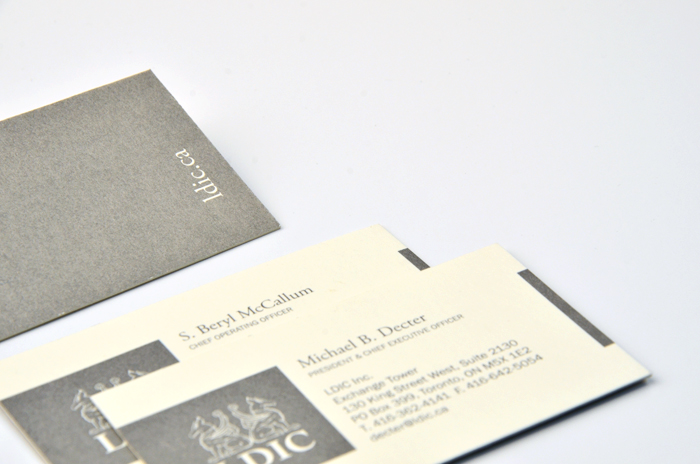 ldic.ca
S. Beryl McCallum
CHIEF OPERATING OFFICER
Michael B. Decter
PRESIDENT & CHIEF EXECUTIVE OFFICER
LDIC Inc.
Exchange Tower
130 King Street West, Suite 2130
PO Box 399, Toronto, ON M5X 1E2
T. 416-362-4141 F. 416-642-5054
decter@ldic.ca
L
LDIC